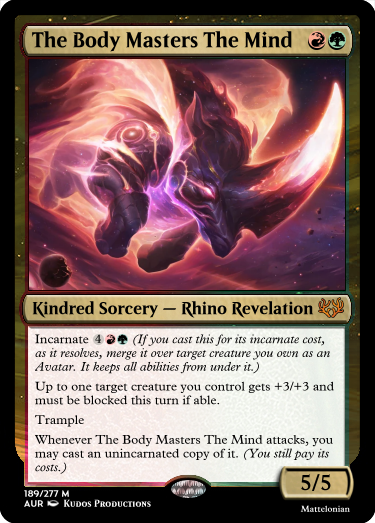 The Body Masters The Mind
Kindred Sorcery — Rhino Revelation
Incarnate 4 (If you cast this for its incarnate cost,
as it resolves, merge it over target creature you own as an
Avatar. It keeps all abilities from under it.)
Up to one target creature you control gets +3/+3 and
must be blocked this turn if able.
Trample
Whenever The Body Masters The Mind attacks, you
may cast an unincarnated copy of it. (You still pay its
costs.)
5/5
189/277 M
AUR Kudos Productions
Mattelonian